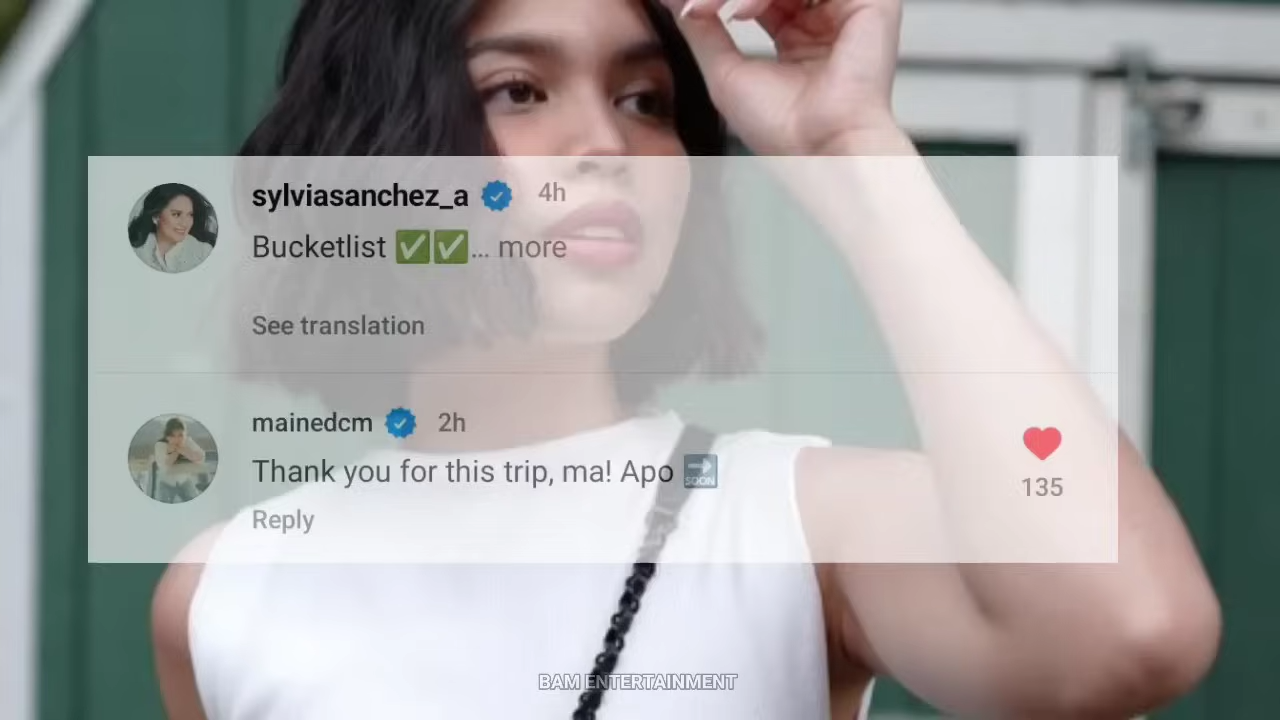 sylviasanchez_a 4h
Bucketlist ✅✅... more
See translation
mainedcm 2h
Thank you for this trip, ma! Apo 🔜
Reply
135
BAM ENTERTAINMENT